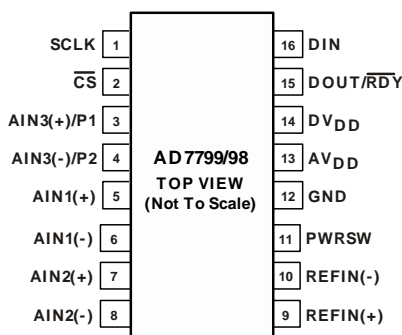 SCLK 1 16 DIN
CS 2 15 DOUT/RDY
AIN3(+)/P1 3 14 DVDD
AIN3(-)/P2 4 AD7799/98 13 AVDD
TOP VIEW
AIN1(+) 5 (Not To Scale) 12 GND
AIN1(-) 6 11 PWRSW
AIN2(+) 7 10 REFIN(-)
AIN2(-) 8 9 REFIN(+)